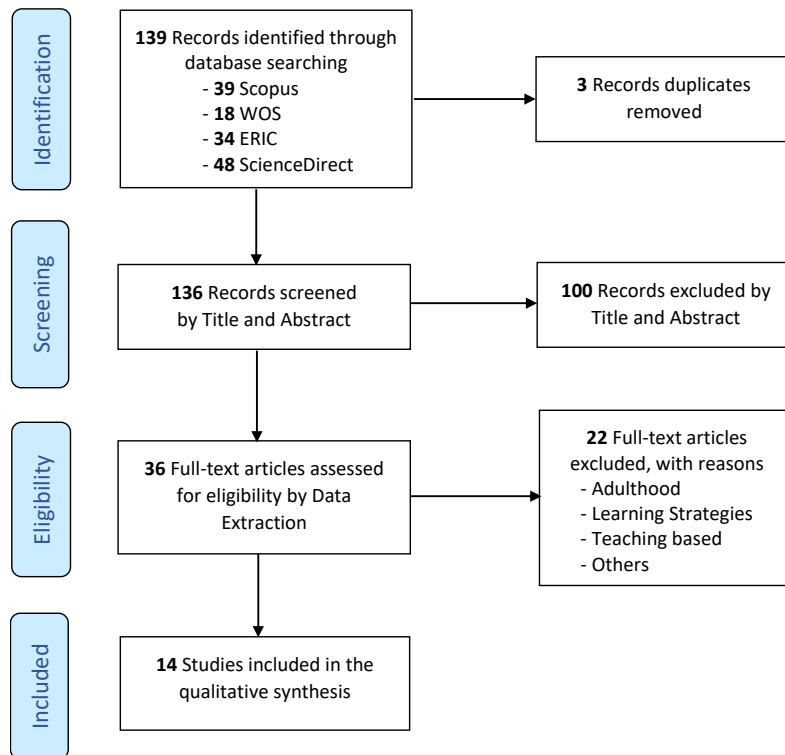 Identification
139 Records identified through
database searching
- 39 Scopus
- 18 WOS
- 34 ERIC
- 48 ScienceDirect
3 Records duplicates
removed
Screening
136 Records screened
by Title and Abstract
100 Records excluded by
Title and Abstract
Eligibility
36 Full-text articles assessed
for eligibility by Data
Extraction
22 Full-text articles
excluded, with reasons
- Adulthood
- Learning Strategies
- Teaching based
- Others
Included
14 Studies included in the
qualitative synthesis